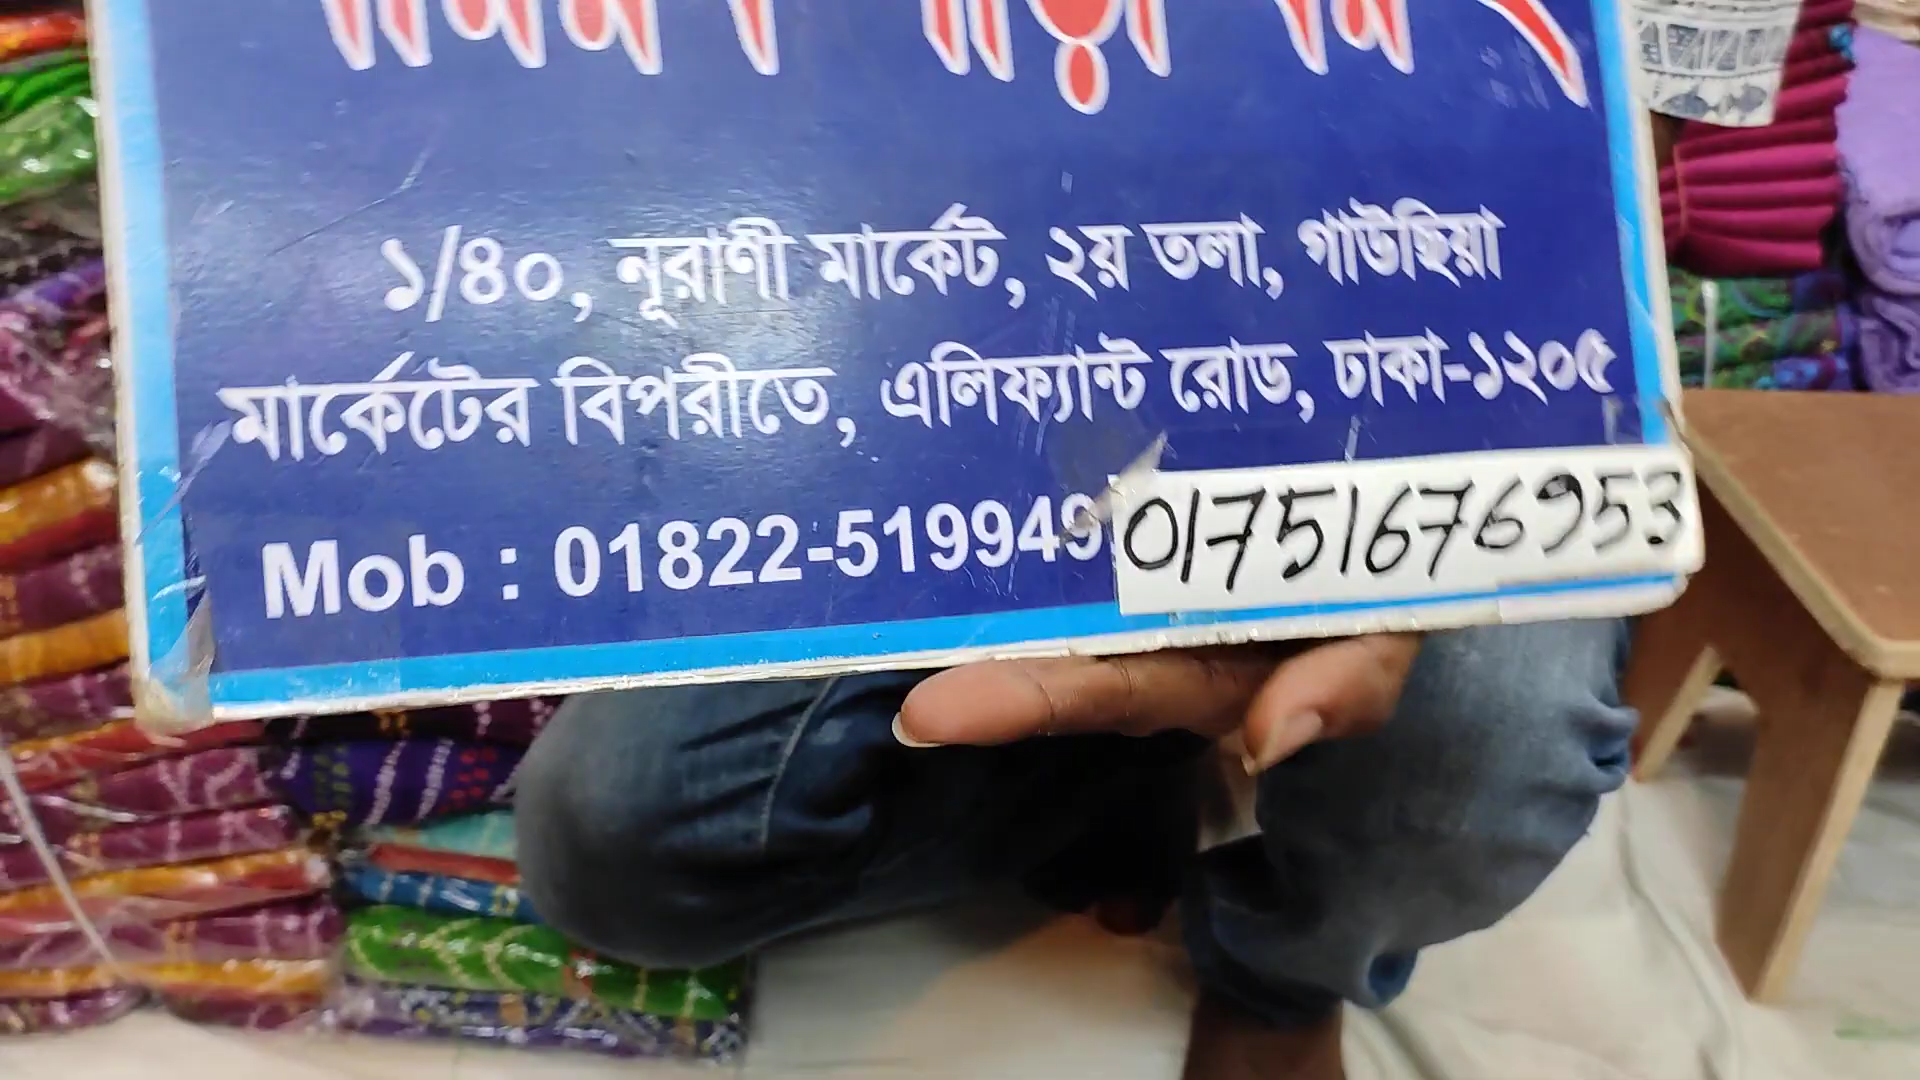 ১/৪০, নূরাণী মার্কেট, ২য় তলা, গাউছিয়া
মার্কেটের বিপরীতে, এলিফ্যান্ট রোড, ঢাকা-১২০৫
Mob : 01822-519949 01751676953